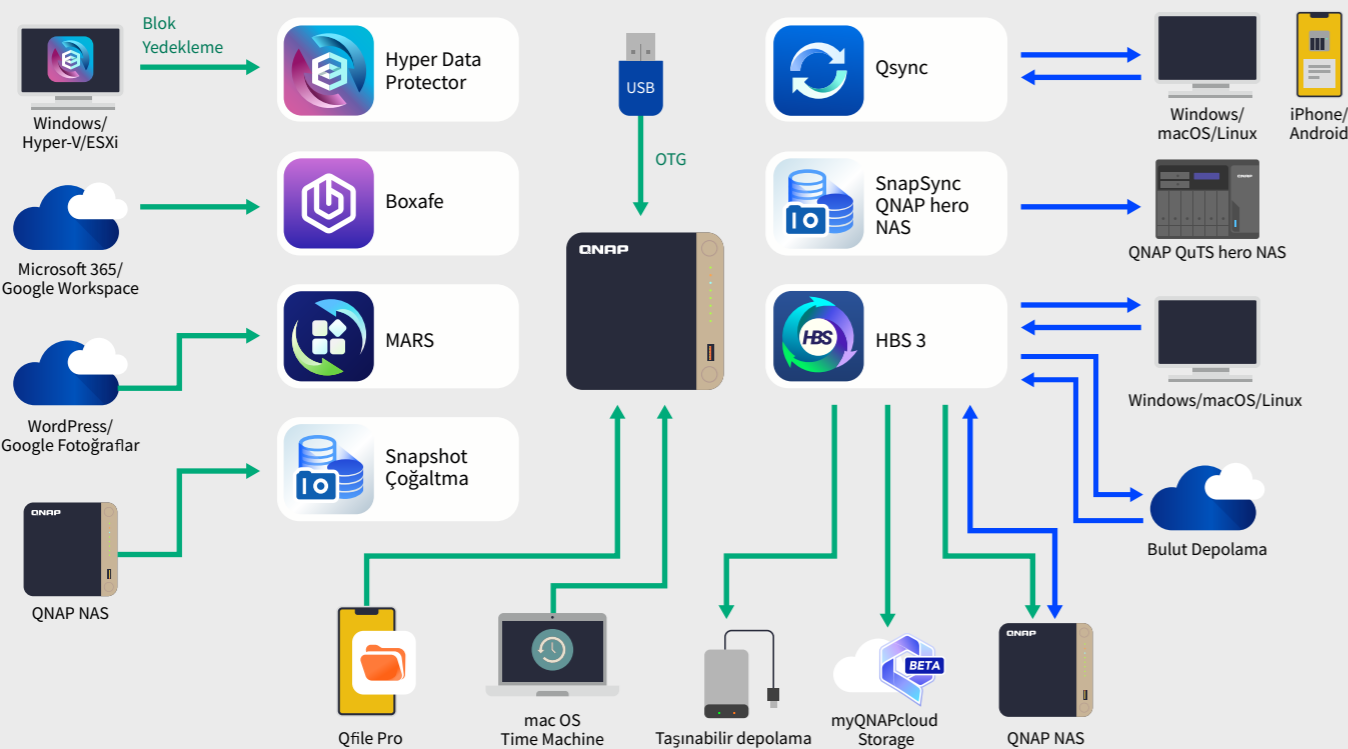 Blok
Yedekleme
Windows/
Hyper-V/ESXi
Hyper Data
Protector
Microsoft 365/
Google Workspace
Boxafe
WordPress/
Google Fotoğraflar
MARS
QNAP
QNAP NAS
Snapshot
Çoğaltma
USB
OTG
QNAP
Qfile Pro
mac OS
Time Machine
Qsync
Windows/
macOS/Linux
iPhone/
Android
SnapSync
QNAP hero
NAS
QNAP
QNAP QuTS hero NAS
HBS
HBS 3
Windows/macOS/Linux
Bulut Depolama
Taşınabilir depolama
BETA
myQNAPcloud
Storage
QNAP
QNAP NAS